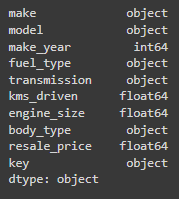 make object
model object
make_year int64
fuel_type object
transmission object
kms_driven float64
engine_size float64
body_type object
resale_price float64
key object
dtype: object